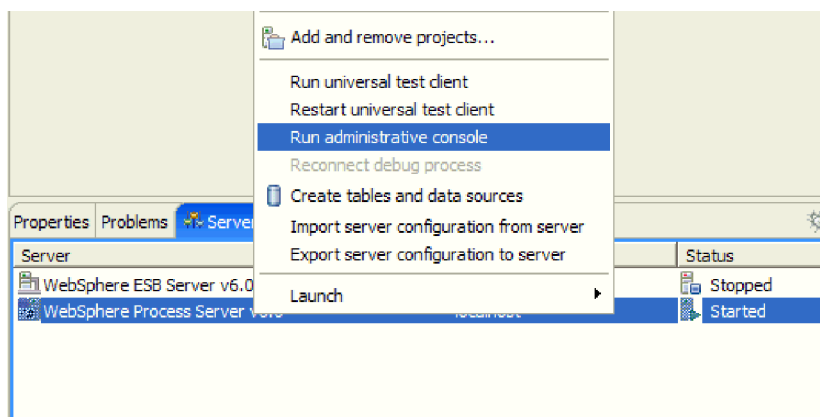 Add and remove projects...
Run universal test client
Restart universal test client
Run administrative console
Reconnect debug process
Create tables and data sources
Import server configuration from server
Export server configuration to server
Launch
Properties Problems
Server Status
WebSphere ESB Server v6.0 Stopped
WebSphere Process Server Started